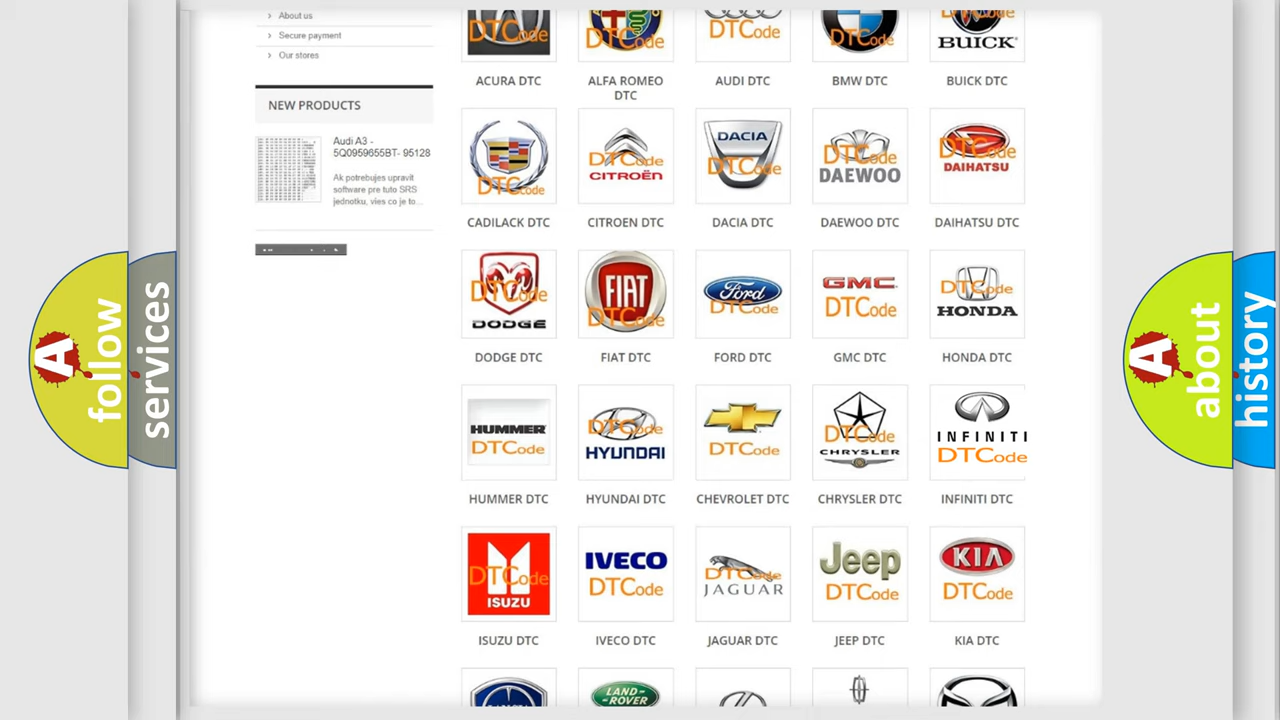 About us
Secure payment
Our stores
NEW PRODUCTS
Audi A3 -
5Q0959655BT- 95128
Ak potrebujes upravit
software pre tuto SRS
jednotku, vies co je to...
DTCode DTCode DTCode DTCode BUICK
ACURA DTC ALFA ROMEO DTC AUDI DTC BMW DTC BUICK DTC
DTCode
DTCode CITROËN
DACIA DTCode
DTCode DAEWOO
DTCode DAIHATSU
CADILACK DTC CITROEN DTC DACIA DTC DAEWOO DTC DAIHATSU DTC
DTCode DODGE
FIAT DTCode
Ford DTCode
GMC DTCode
DTCode HONDA
DODGE DTC FIAT DTC FORD DTC GMC DTC HONDA DTC
HUMMER DTCode
DTCode HYUNDAI
DTCode
DTCode CHRYSLER
INFINITI DTCode
HUMMER DTC HYUNDAI DTC CHEVROLET DTC CHRYSLER DTC INFINITI DTC
DTCode ISUZU
IVECO DTCode
DTCode JAGUAR
Jeep DTCode
KIA DTCode
ISUZU DTC IVECO DTC JAGUAR DTC JEEP DTC KIA DTC
LAND-
ROVER
A follow
services
A about
history